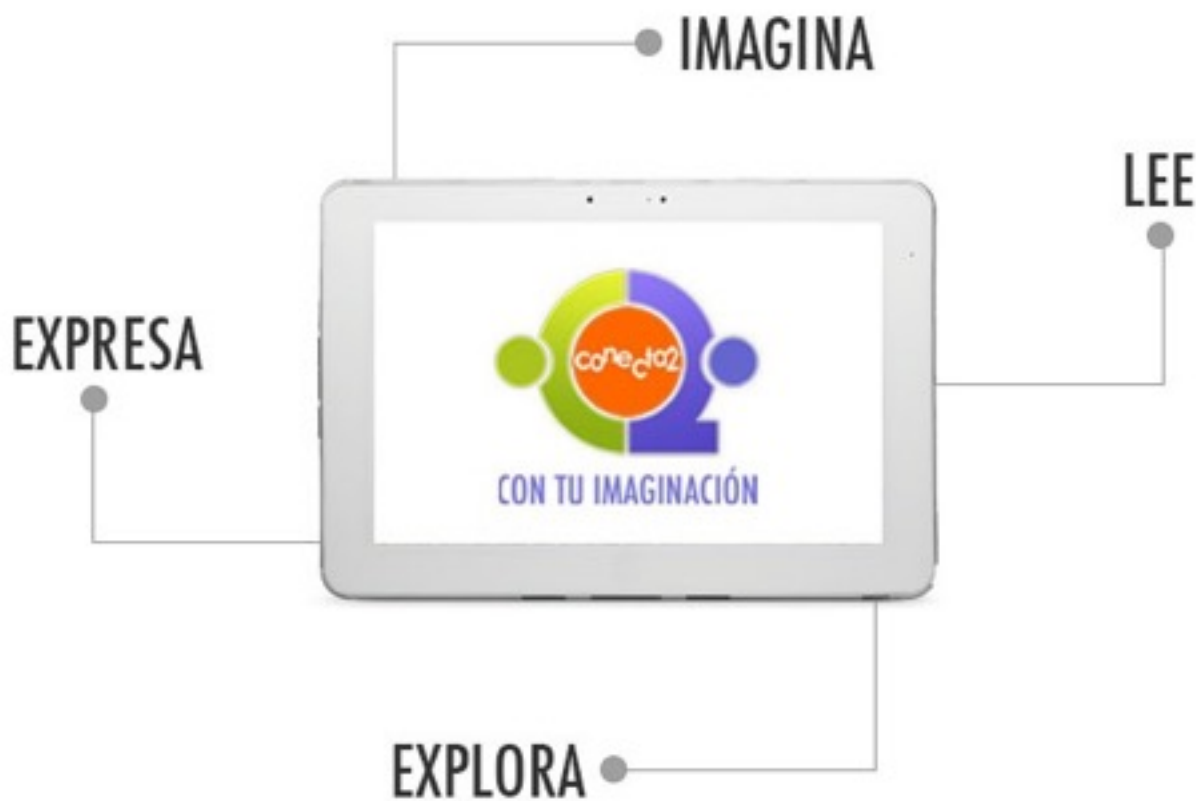 IMAGINA
LEE
EXPRESA
conecta2
CON TU IMAGINACIÓN
EXPLORA